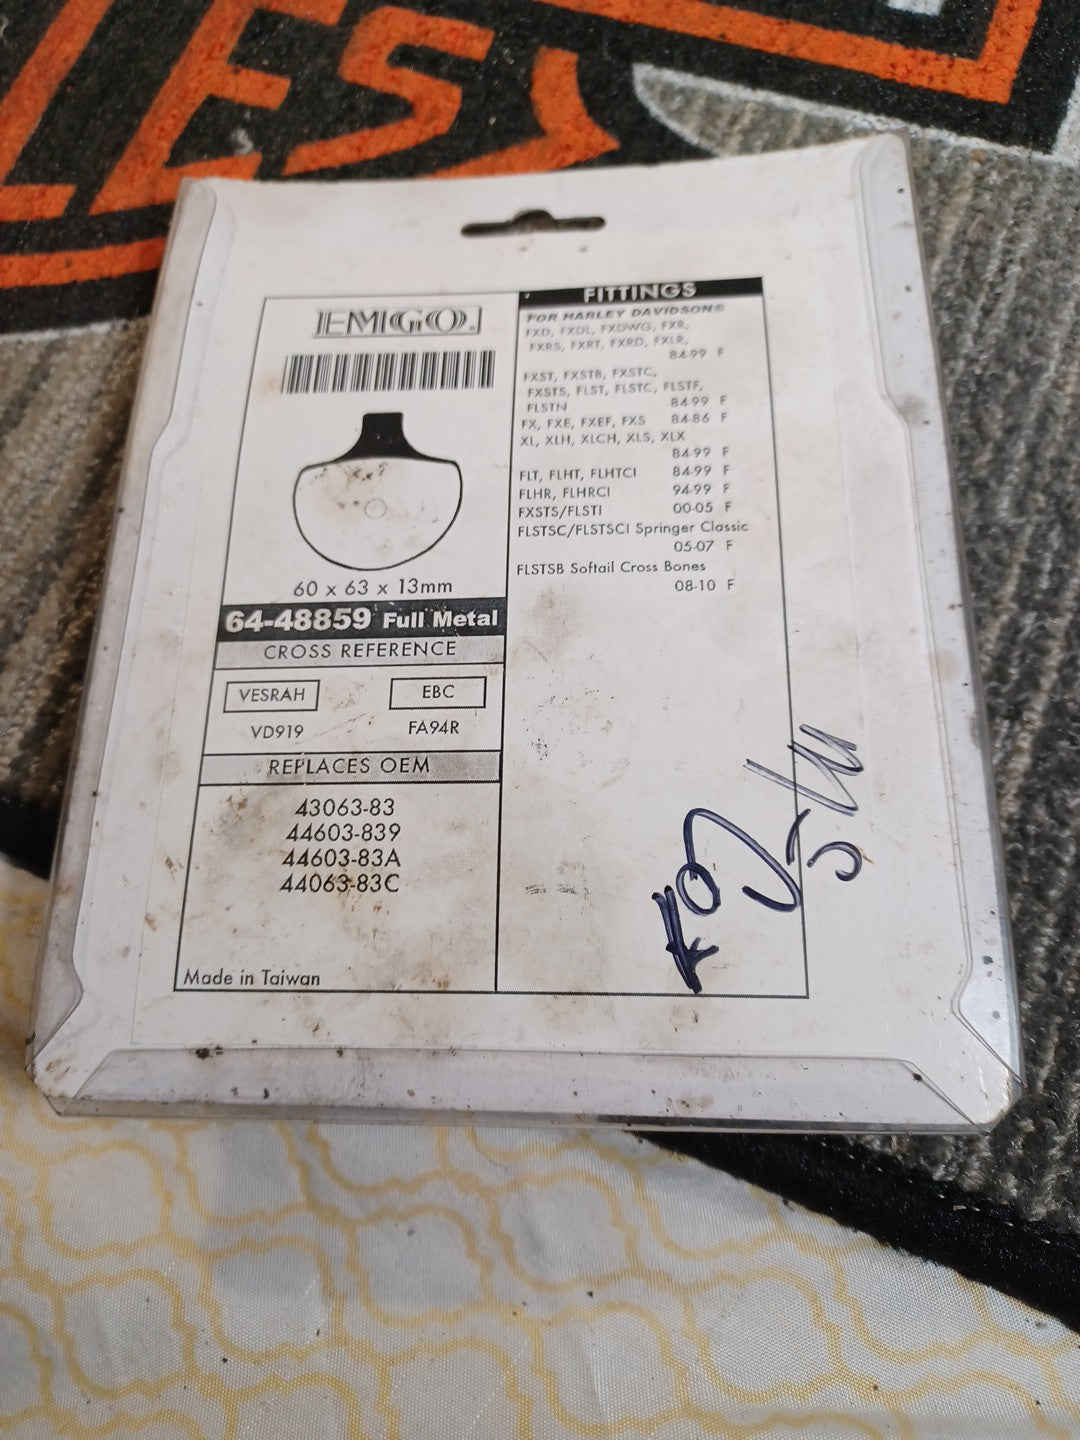 LES
EMGO.
60 x 63 x 13mm
64-48859 Full Metal
CROSS REFERENCE
VESRAH EBC
VD919 FA94R
REPLACES OEM
43063-83
44603-839
44603-83A
44063-83C
Made in Taiwan
FITTINGS
FOR HARLEY DAVIDSON®
FXD, FXDL, FXDWG, FXR,
FXRS, FXRT, FXRD, FXLR,
84-99 F
FXST, FXSTB, FXSTC,
FXSTS, FLST, FLSTC, FLSTF,
FLSTN 84-99 F
FX, FXE, FXEF, FXS 84-86 F
XL, XLH, XLCH, XLS, XLX
84-99 F
FLT, FLHT, FLHTCI 84-99 F
FLHR, FLHRCI 94-99 F
FXSTS/FLSTI 00-05 F
FLSTSC/FLSTSCI Springer Classic
05-07 F
FLSTSB Softail Cross Bones
08-10 F